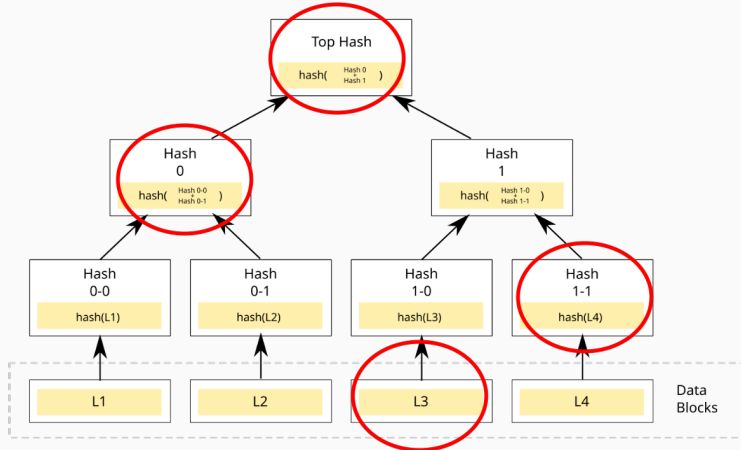 Top Hash
hash( Hash 0 + Hash 1 )
Hash
0
hash( Hash 0-0 + Hash 0-1 )
Hash
1
hash( Hash 1-0 + Hash 1-1 )
Hash
0-0
hash(L1)
Hash
0-1
hash(L2)
Hash
1-0
hash(L3)
Hash
1-1
hash(L4)
L1
L2
L3
L4
Data
Blocks